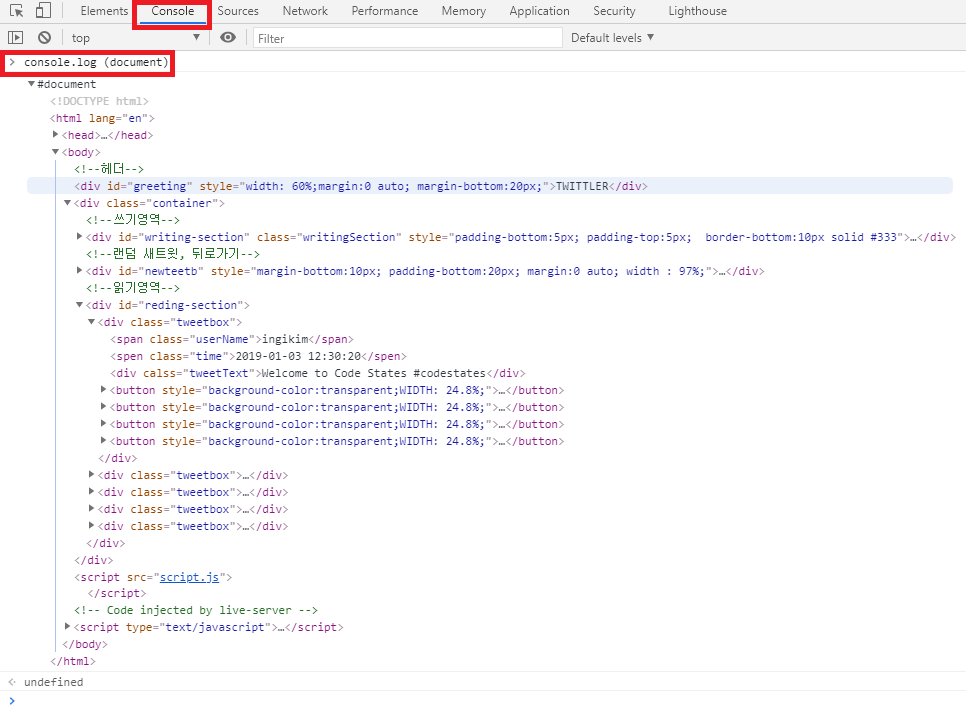 Elements Console Sources Network Performance Memory Application Security Lighthouse
top Filter Default levels
console.log (document)
#document
<!DOCTYPE html>
<html lang="en">
<head>…</head>
<body>
<!--헤더-->
<div id="greeting" style="width: 60%;margin:0 auto; margin-bottom:20px;">TWITTLER</div>
<div class="container">
<!--쓰기영역-->
<div id="writing-section" class="writingSection" style="padding-bottom:5px; padding-top:5px;  border-bottom:10px solid #333">…</div>
<!--랜덤 새트윗, 뒤로가기-->
<div id="newteetb" style="margin-bottom:10px; padding-bottom:20px; margin:0 auto; width : 97%;">…</div>
<!--읽기영역-->
<div id="reding-section">
<div class="tweetbox">
<span class="userName">ingikim</span>
<spen class="time">2019-01-03 12:30:20</spen>
<div calss="tweetText">Welcome to Code States #codestates</div>
<button style="background-color:transparent;WIDTH: 24.8%;">…</button>
<button style="background-color:transparent;WIDTH: 24.8%;">…</button>
<button style="background-color:transparent;WIDTH: 24.8%;">…</button>
<button style="background-color:transparent;WIDTH: 24.8%;">…</button>
</div>
<div class="tweetbox">…</div>
<div class="tweetbox">…</div>
<div class="tweetbox">…</div>
<div class="tweetbox">…</div>
</div>
</div>
<script src="script.js">
</script>
<!-- Code injected by live-server -->
<script type="text/javascript">…</script>
</body>
</html>
undefined